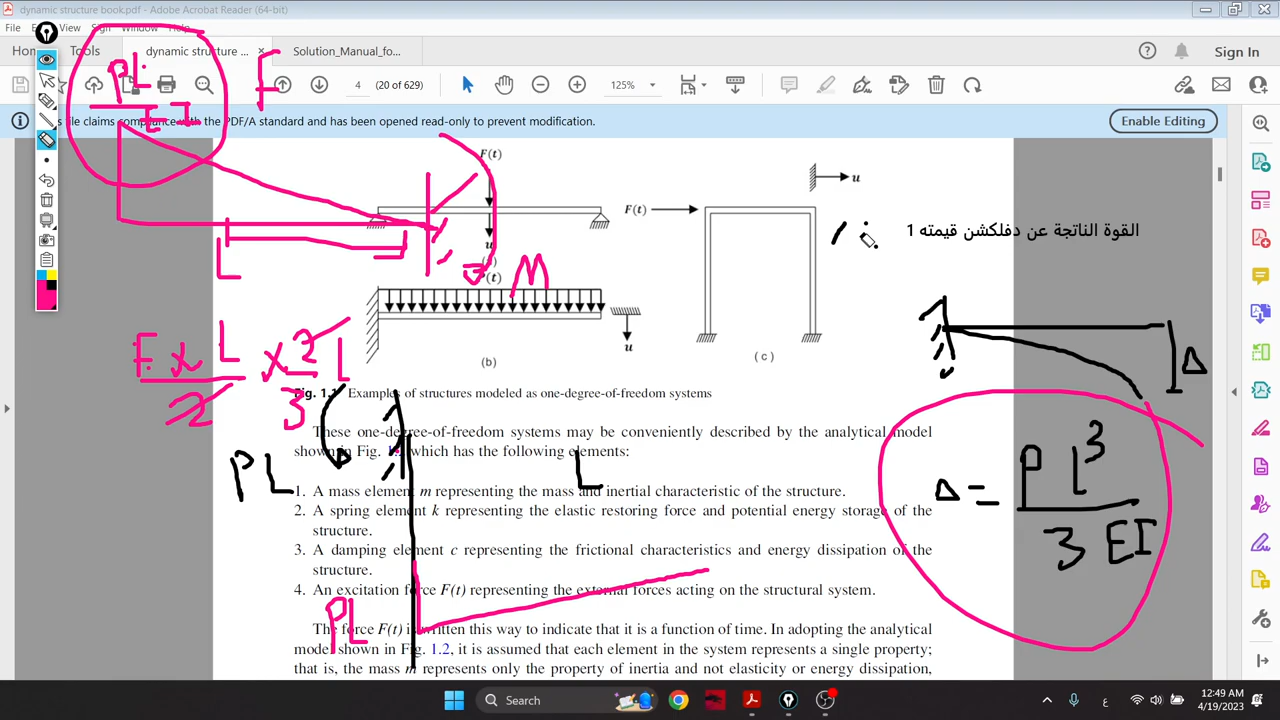 dynamic structure book.pdf - Adobe Acrobat Reader (64-bit)
File Edit View Sign Window Help
Home Tools dynamic structure ... × Solution_Manual_fo... Sign In
4 (20 of 629) 125%
file claims compliance with the PDF/A standard and has been opened read-only to prevent modification. Enable Editing
PL
EI
F
F(t)
u
F(t)
u
القوة الناتجة عن دفلكشن قيمته 1
L
M
(t)
u
(b)
(c)
Δ
F x L x 2 L
2 3
Fig. 1.1 Examples of structures modeled as one-degree-of-freedom systems
These one-degree-of-freedom systems may be conveniently described by the analytical model
shown in Fig. 1.2, which has the following elements:
PL
L
Δ = P L³
3 EI
1. A mass element m representing the mass and inertial characteristic of the structure.
2. A spring element k representing the elastic restoring force and potential energy storage of the
structure.
3. A damping element c representing the frictional characteristics and energy dissipation of the
structure.
4. An excitation force F(t) representing the external forces acting on the structural system.
PL
The force F(t) is written this way to indicate that it is a function of time. In adopting the analytical
model shown in Fig. 1.2, it is assumed that each element in the system represents a single property;
that is, the mass m represents only the property of inertia and not elasticity or energy dissipation,
Search
ع
12:49 AM
4/19/2023